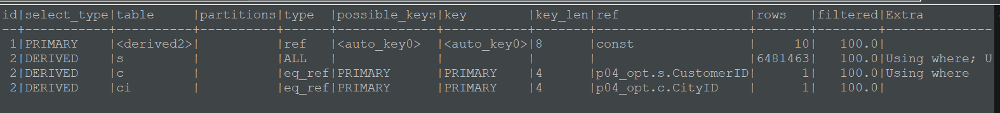 id|select_type|table     |partitions|type  |possible_keys|key        |key_len|ref                 |rows   |filtered|Extra
--+-----------+----------+----------+------+-------------+-----------+-------+--------------------+-------+--------+--------------
 1|PRIMARY    |<derived2>|          |ref   |<auto_key0>  |<auto_key0>|8      |const               |     10|   100.0|
 2|DERIVED    |s         |          |ALL   |             |           |       |                    |6481463|   100.0|Using where; U
 2|DERIVED    |c         |          |eq_ref|PRIMARY      |PRIMARY    |4      |p04_opt.s.CustomerID|      1|   100.0|Using where
 2|DERIVED    |ci        |          |eq_ref|PRIMARY      |PRIMARY    |4      |p04_opt.c.CityID    |      1|   100.0|